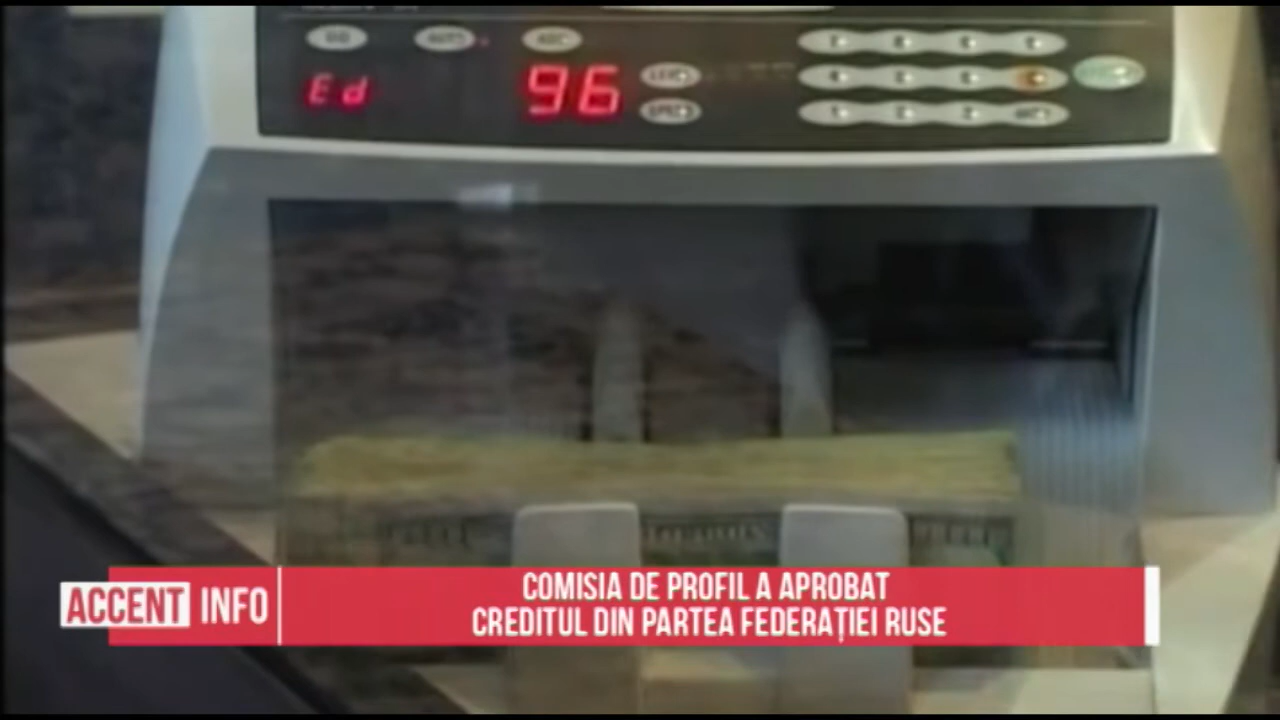 Ed 96
ACCENT INFO
COMISIA DE PROFIL A APROBAT
CREDITUL DIN PARTEA FEDERAȚIEI RUSE